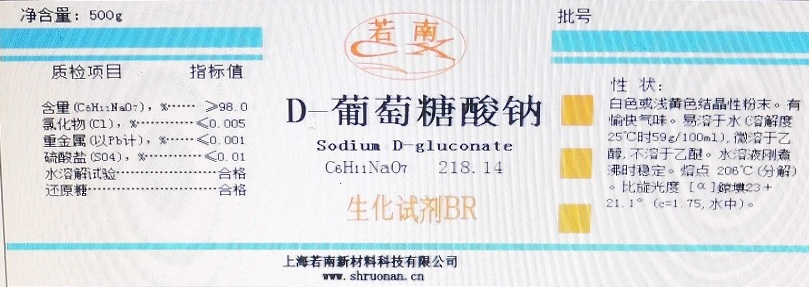 净含量：500g
若 南
批号
质检项目 指标值
含量(C6H11NaO7)，%······ ≥98.0
氯化物(Cl)，%·········· ≤0.005
重金属(以Pb计)，%····· ≤0.001
硫酸盐(SO4)，%········ ≤0.01
水溶解试验··············合格
还原糖··················合格
D-葡萄糖酸钠
Sodium D-gluconate
C6H11NaO7 218.14
生化试剂BR
性 状：
白色或浅黄色结晶性粉末。有
愉快气味。易溶于水(溶解度
25℃时59g/100ml)，微溶于乙
醇，不溶于乙醚。水溶液刚煮
沸时稳定。熔点 206℃(分解)
。比旋光度 [α] 23+
21.1° (c=1.75,水中)。
上海若南新材料科技有限公司
www.shruonan.cn